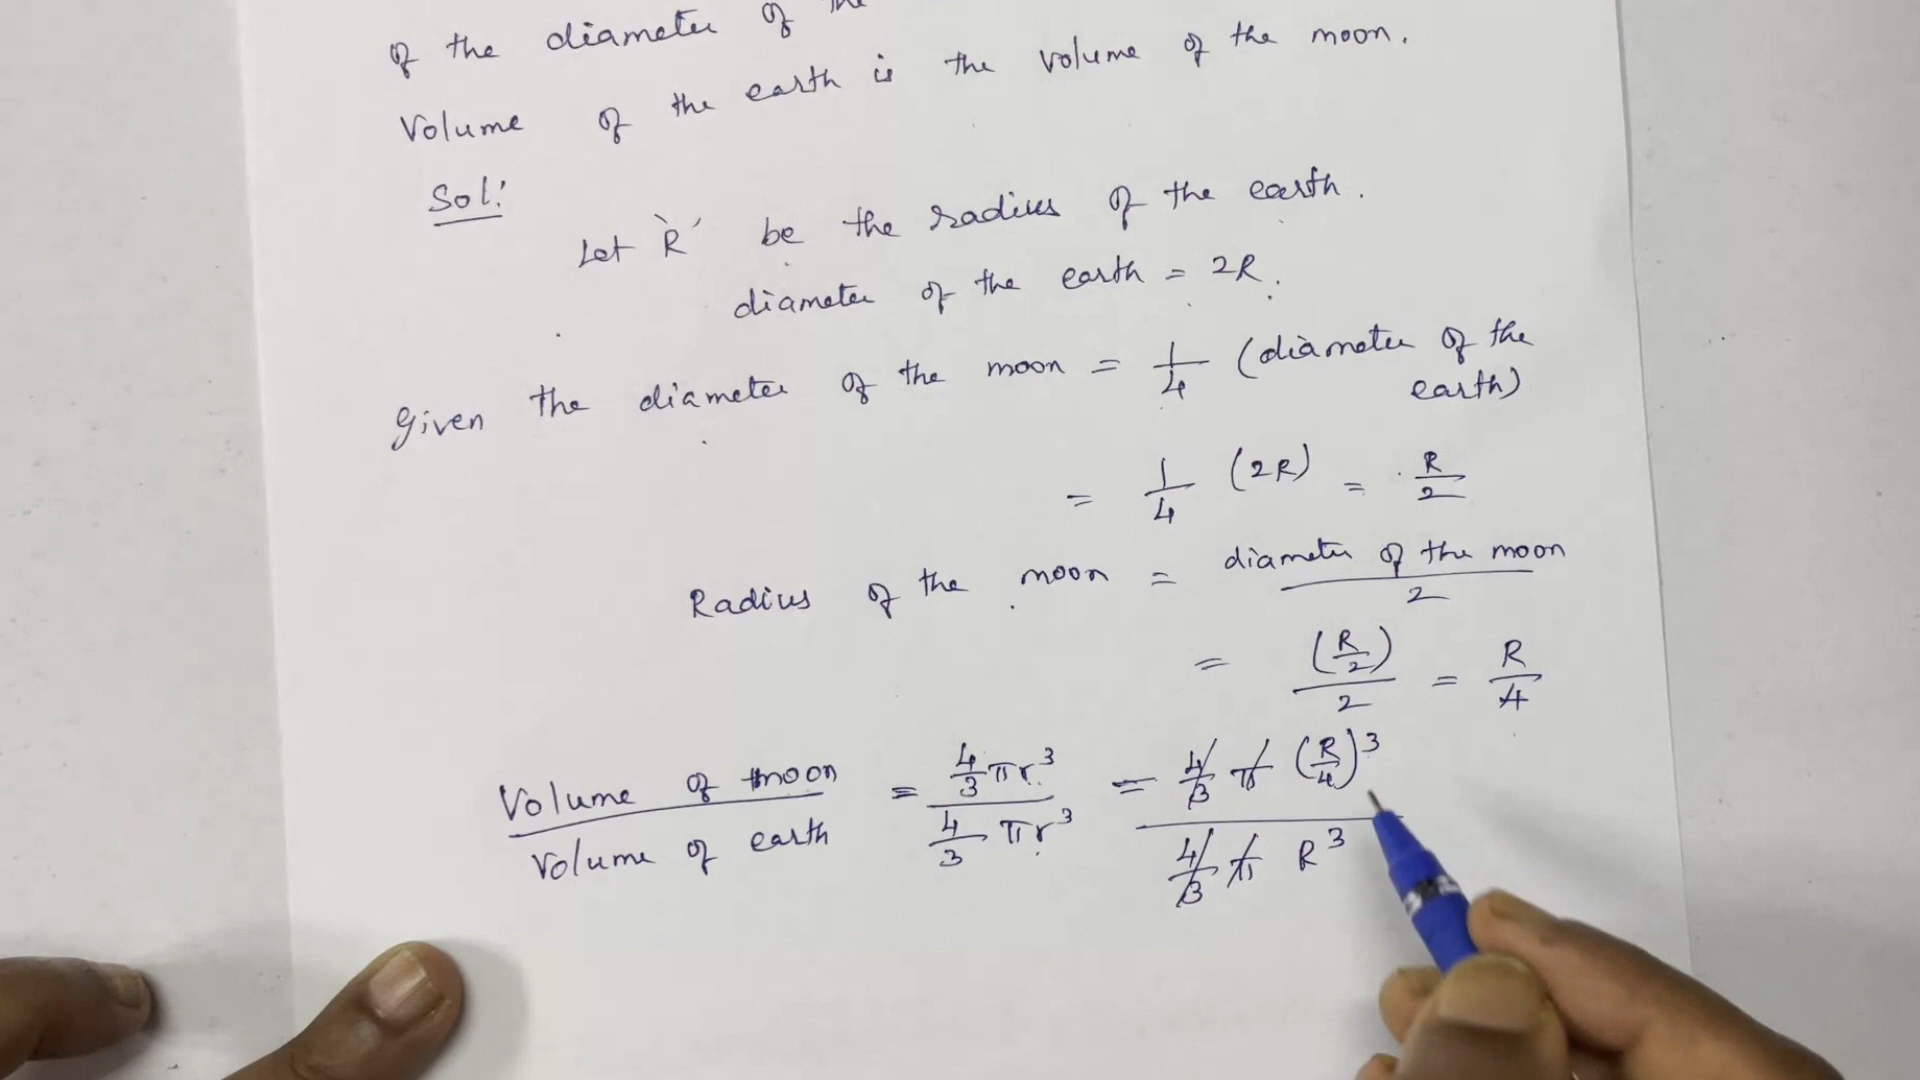 of the diameter of the
Volume of the earth is the volume of the moon.
Sol:
Let 'R' be the radius of the earth.
diameter of the earth = 2R.
Given the diameter of the moon = 1/4 (diameter of the earth)
= 1/4 (2R) = R/2
Radius of the moon = diameter of the moon / 2
= (R/2)/2 = R/4
Volume of moon / Volume of earth = 4/3 πr³ / 4/3 πr³ = 4/3 π (R/4)³ / 4/3 π R³